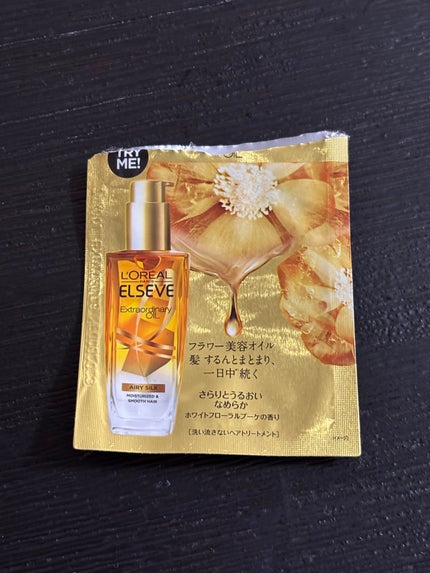 TRY
ME!
OIL
L'ORÉAL
ELSEVE
Extraordinary
OIL
AIRY SILK
MOISTURIZED &
SMOOTH HAIR
フラワー美容オイル
髪 するんとまとまり、
一日中*続く
さらりとうるおい
なめらか
ホワイトフローラルブーケの香り
[洗い流さないヘアトリートメント]